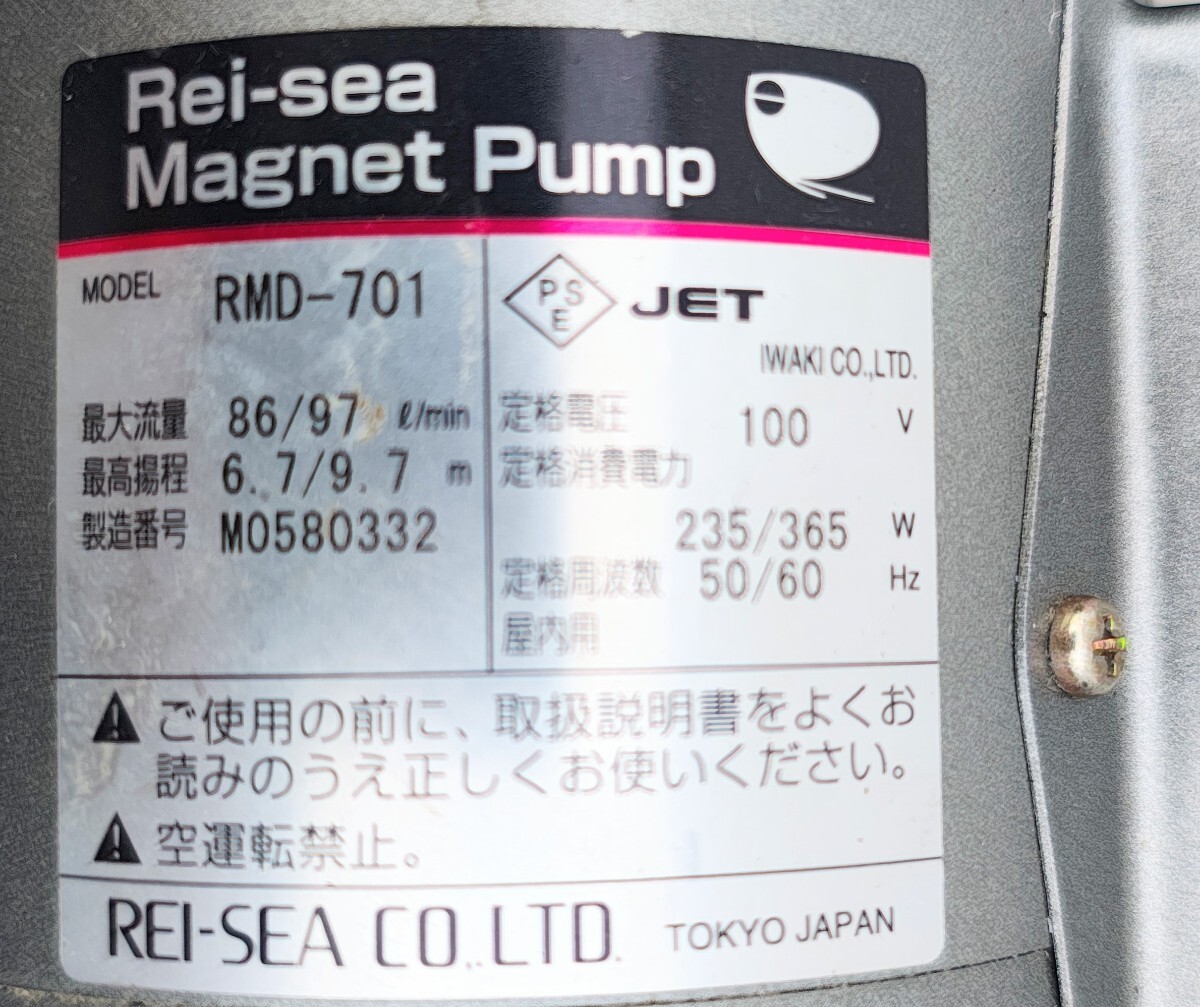 Rei-sea
Magnet Pump
MODEL RMD-701
最大流量 86/97 ℓ/min
最高揚程 6.7/9.7 m
製造番号 M0580332
PSE JET
IWAKI CO.,LTD.
定格電圧 100 V
定格消費電力
235/365 W
定格周波数 50/60 Hz
屋内用
ご使用の前に、取扱説明書をよくお
読みのうえ正しくお使いください。
空運転禁止。
REI-SEA CO.,LTD. TOKYO JAPAN